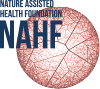 NATURE ASSISTED
HEALTH FOUNDATION
NAHF